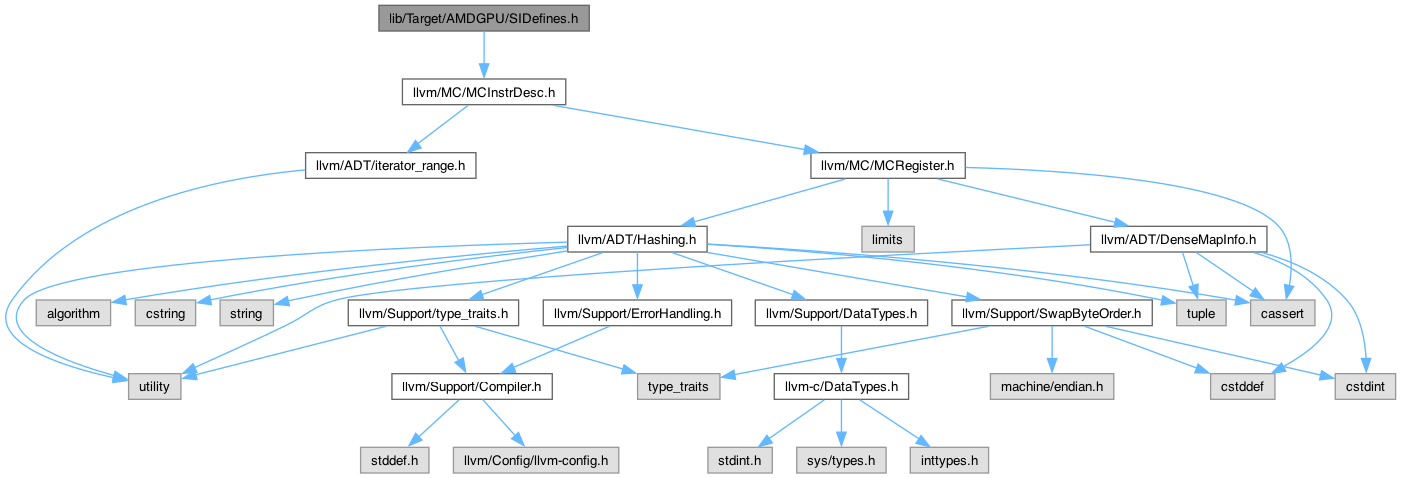 lib/Target/AMDGPU/SIDefines.h
llvm/MC/MCInstrDesc.h
llvm/ADT/iterator_range.h
llvm/MC/MCRegister.h
llvm/ADT/Hashing.h
limits
llvm/ADT/DenseMapInfo.h
algorithm
cstring
string
llvm/Support/type_traits.h
llvm/Support/ErrorHandling.h
llvm/Support/DataTypes.h
llvm/Support/SwapByteOrder.h
tuple
cassert
utility
llvm/Support/Compiler.h
type_traits
llvm-c/DataTypes.h
machine/endian.h
cstddef
cstdint
stddef.h
llvm/Config/llvm-config.h
stdint.h
sys/types.h
inttypes.h